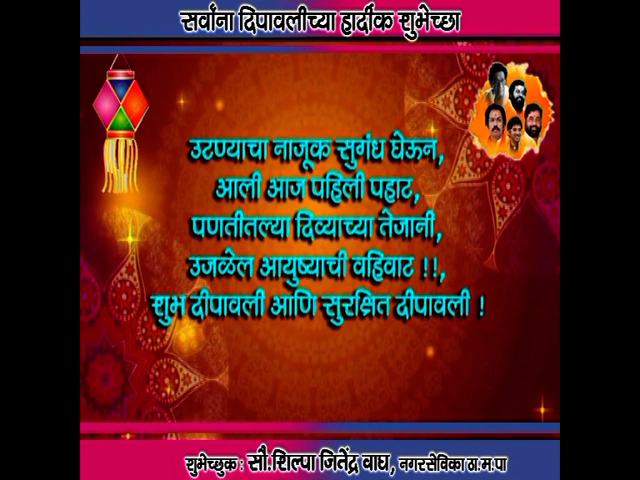 सर्वांना दिपावलीच्या हार्दीक शुभेच्छा
उटण्याचा नाजूक सुगंध घेऊन,
आली आज पहिली पहाट,
पणतीतल्या दिव्याच्या तेजानी,
उजळेल आयुष्याची वहिवाट !!,
शुभ दीपावली आणि सुरक्षित दीपावली !
शुभेच्छुक : सौ.शिल्पा जितेंद्र वाघ, नगरसेविका ठा.म.पा